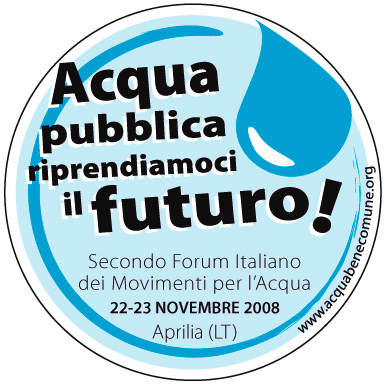 Acqua
pubblica
riprendiamoci
il futuro!
Secondo Forum Italiano
dei Movimenti per l'Acqua
22-23 NOVEMBRE 2008
Aprilia (LT)
www.acquabenecomune.org